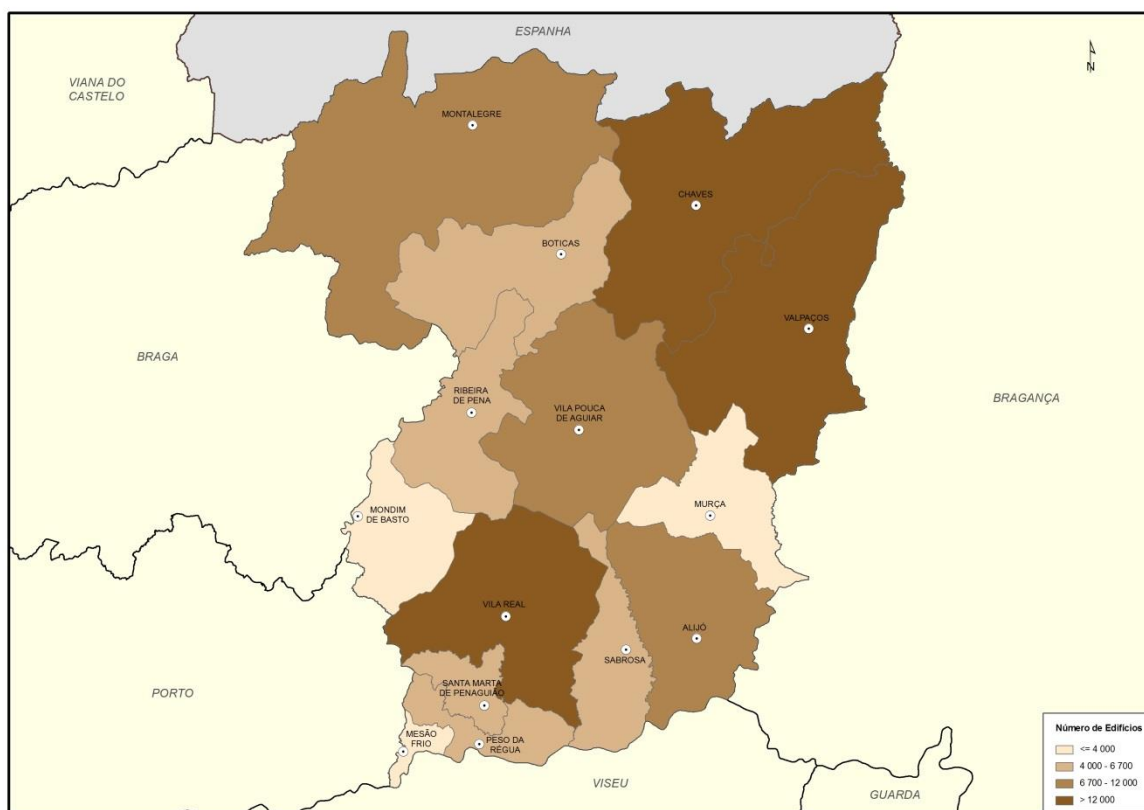 ESPANHA
N
VIANA DO
CASTELO
MONTALEGRE
CHAVES
BOTICAS
VALPAÇOS
BRAGA
RIBEIRA
DE PENA
VILA POUCA
DE AGUIAR
BRAGANÇA
MONDIM
DE BASTO
MURÇA
VILA REAL
ALIJÓ
SABROSA
SANTA MARTA
DE PENAGUIÃO
PORTO
MESÃO
FRIO
PESO DA
RÉGUA
VISEU
GUARDA
Número de Edifícios
<= 4 000
4 000 - 6 700
6 700 - 12 000
> 12 000